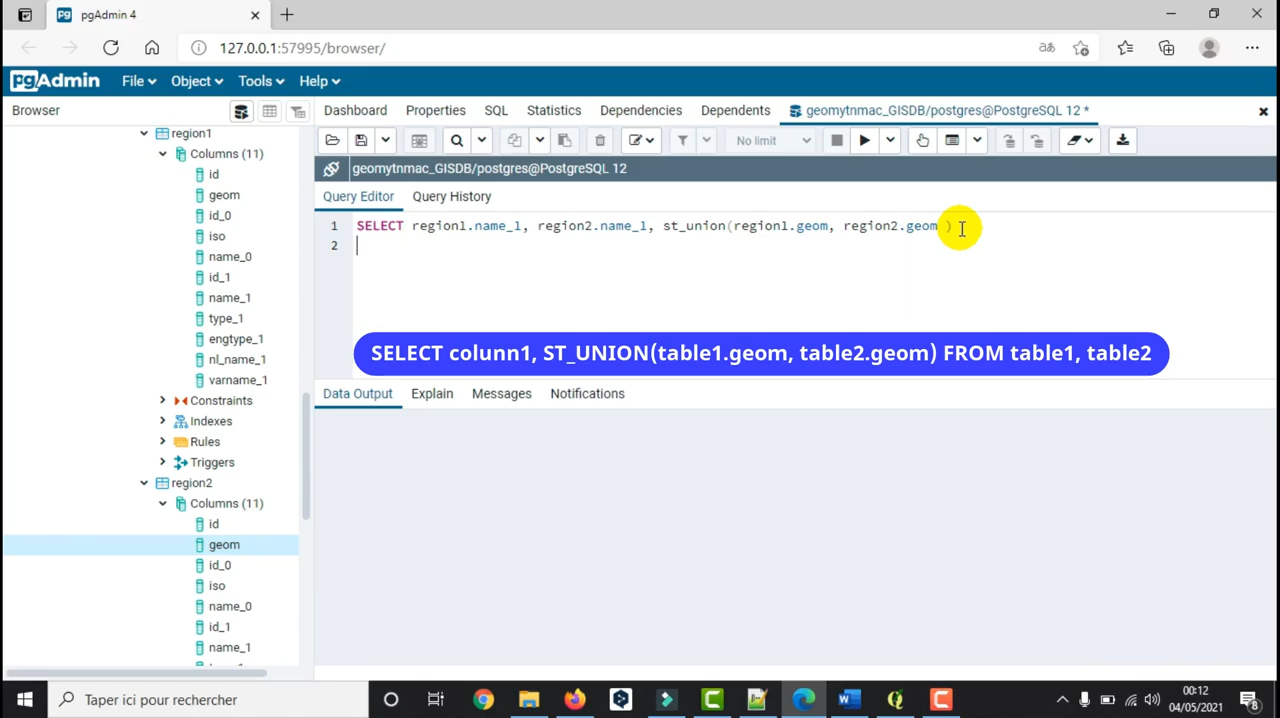 pgAdmin 4
127.0.0.1:57995/browser/
pgAdmin File Object Tools Help
Browser
Dashboard Properties SQL Statistics Dependencies Dependents geomytnmac_GISDB/postgres@PostgreSQL 12 *
No limit
geomytnmac_GISDB/postgres@PostgreSQL 12
Query Editor Query History
1 SELECT region1.name_1, region2.name_1, st_union(region1.geom, region2.geom )
2
SELECT colunn1, ST_UNION(table1.geom, table2.geom) FROM table1, table2
Data Output Explain Messages Notifications
region1
Columns (11)
id
geom
id_0
iso
name_0
id_1
name_1
type_1
engtype_1
nl_name_1
varname_1
Constraints
Indexes
Rules
Triggers
region2
Columns (11)
id
geom
id_0
iso
name_0
id_1
name_1
Taper ici pour rechercher
00:12
04/05/2021
8